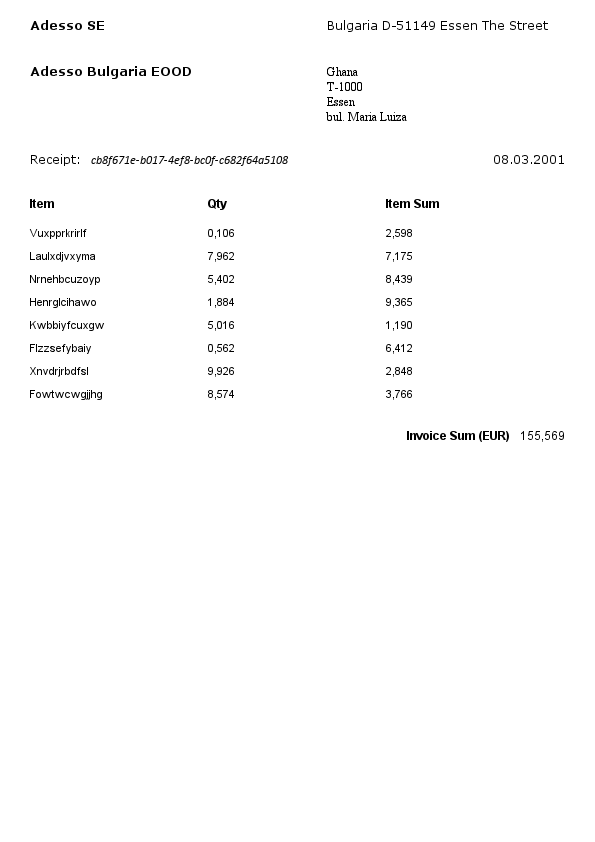 Adesso SE Bulgaria D-51149 Essen The Street
Adesso Bulgaria EOOD Ghana
T-1000
Essen
bul. Maria Luiza
Receipt: cb8f671e-b017-4ef8-bc0f-c682f64a5108 08.03.2001
Item Qty Item Sum
Vuxpprkrirlf 0,106 2,598
Laulxdjvxyma 7,962 7,175
Nrnehbcuzoyp 5,402 8,439
Henrglcihawo 1,884 9,365
Kwbbiyfcuxgw 5,016 1,190
Flzzsefybaiy 0,562 6,412
Xnvdrjrbdfsl 9,926 2,848
Fowtwcwgjjhg 8,574 3,766
Invoice Sum (EUR) 155,569